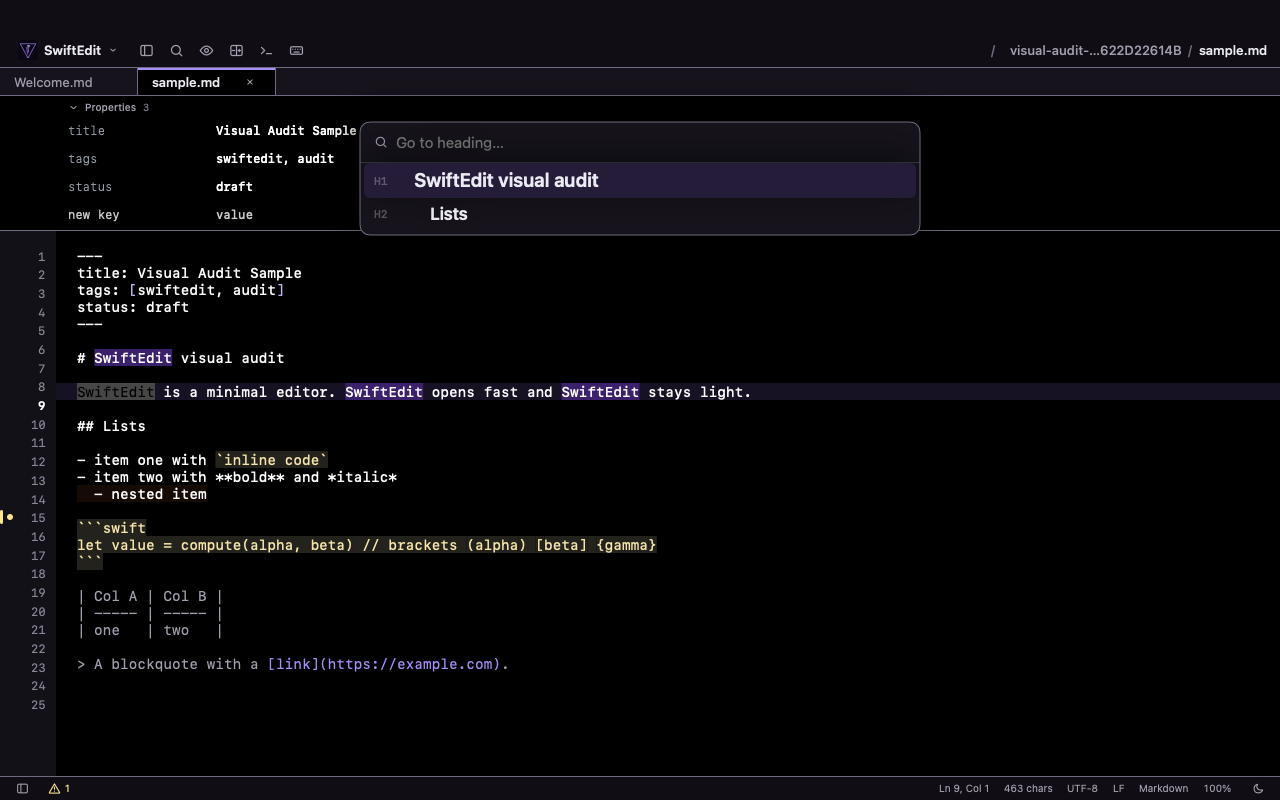 SwiftEdit
/ visual-audit-...622D22614B / sample.md
Welcome.md
sample.md ×
Properties 3
title Visual Audit Sample
tags swiftedit, audit
status draft
new key value
Go to heading...
H1 SwiftEdit visual audit
H2 Lists
1 ---
2 title: Visual Audit Sample
3 tags: [swiftedit, audit]
4 status: draft
5 ---
6
7 # SwiftEdit visual audit
8
9 SwiftEdit is a minimal editor. SwiftEdit opens fast and SwiftEdit stays light.
10
11 ## Lists
12
13 - item one with `inline code`
14 - item two with **bold** and *italic*
15 - nested item
16
17 ```swift
18 let value = compute(alpha, beta) // brackets (alpha) [beta] {gamma}
19 ```
20
21 | Col A | Col B |
22 | ----- | ----- |
23 | one | two |
24
25 > A blockquote with a [link](https://example.com).
1
Ln 9, Col 1 463 chars UTF-8 LF Markdown 100%